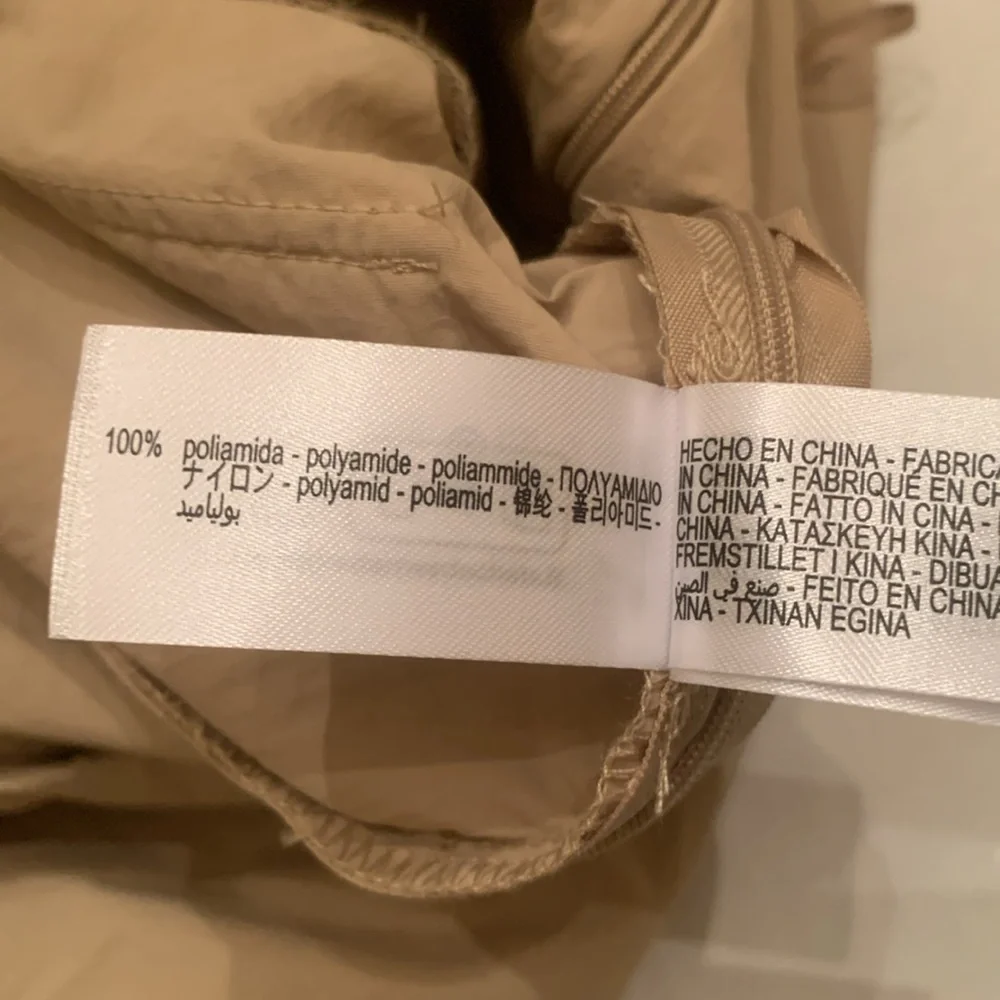 100% poliamida - polyamide - poliammide - ΠΟΛΥΑΜΙΔΙΟ
ナイロン - polyamid - poliamid - 锦纶 - 폴리아미드 -
بولياميد
HECHO EN CHINA - FABRICA
IN CHINA - FABRIQUÉ EN CH
IN CHINA - FATTO IN CINA -
CHINA - ΚΑΤΑΣΚΕΥΗ ΚΙΝΑ -
FREMSTILLET I KINA - DIBUA
صنع في الصين - FEITO EN CHINA
XINA - TXINAN EGINA